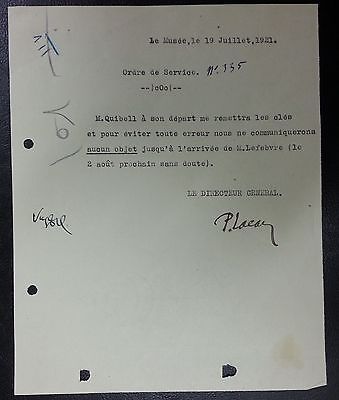 Le Musée, le 19 Juillet, 1921.
Ordre de Service. N°. 335
--|oOo|--
M.Quibell à son départ me remettra les clés
et pour éviter toute erreur nous ne communiquerons
aucun objet jusqu'à l'arrivée de M.Lefebvre (le
2 août prochain sans doute).
LE DIRECTEUR GENERAL.
P. Lacau